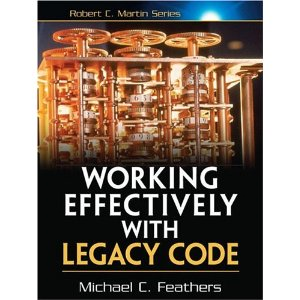 Robert C. Martin Series
WORKING
EFFECTIVELY
WITH
LEGACY CODE
Michael C. Feathers